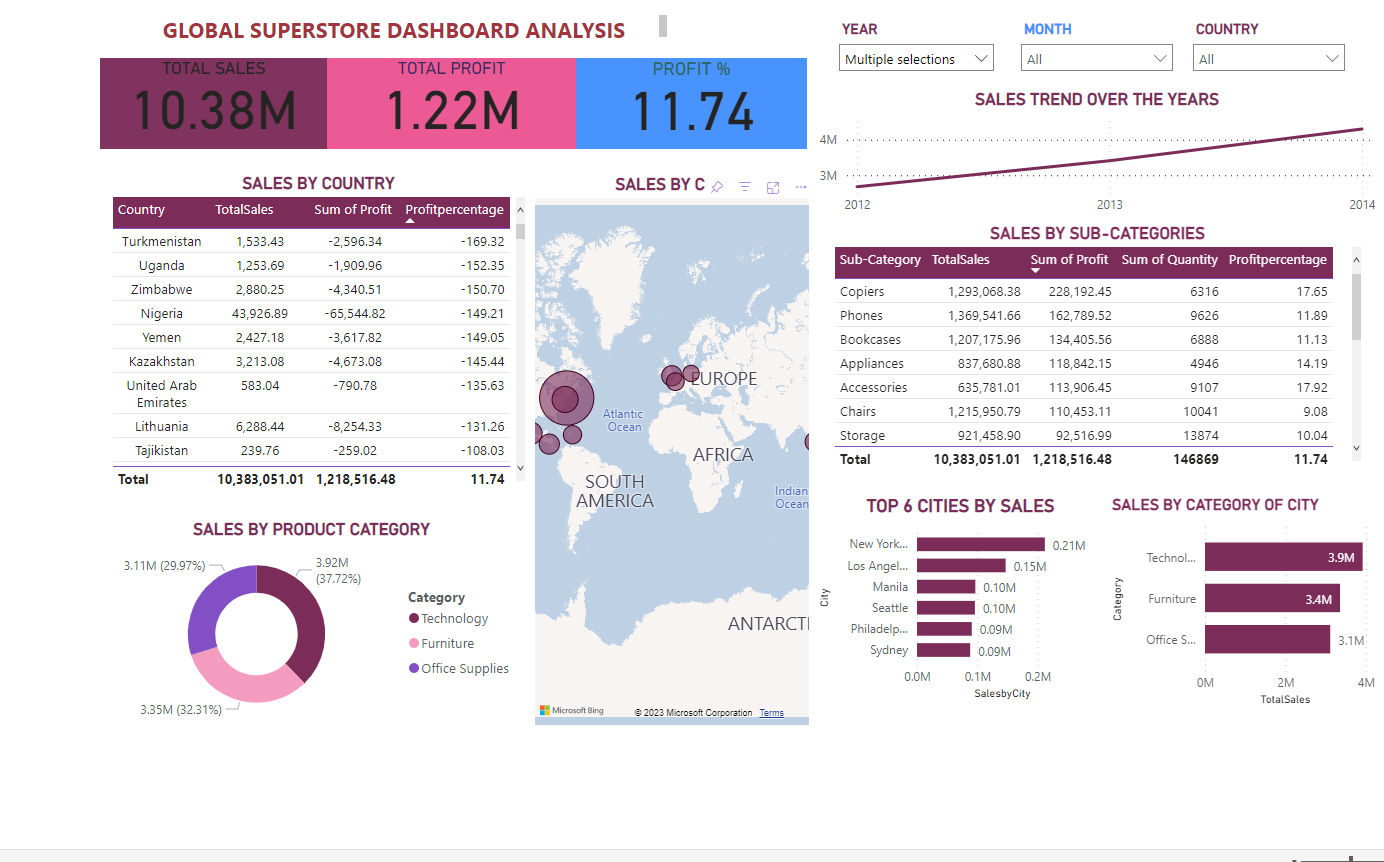 GLOBAL SUPERSTORE DASHBOARD ANALYSIS
YEAR
MONTH
COUNTRY
Multiple selections
All
All
TOTAL SALES
10.38M
TOTAL PROFIT
1.22M
PROFIT %
11.74
SALES TREND OVER THE YEARS
4M
3M
2012
2013
2014
SALES BY COUNTRY
Country TotalSales Sum of Profit Profitpercentage
Turkmenistan 1,533.43 -2,596.34 -169.32
Uganda 1,253.69 -1,909.96 -152.35
Zimbabwe 2,880.25 -4,340.51 -150.70
Nigeria 43,926.89 -65,544.82 -149.21
Yemen 2,427.18 -3,617.82 -149.05
Kazakhstan 3,213.08 -4,673.08 -145.44
United Arab
Emirates 583.04 -790.78 -135.63
Lithuania 6,288.44 -8,254.33 -131.26
Tajikistan 239.76 -259.02 -108.03
Total 10,383,051.01 1,218,516.48 11.74
SALES BY C
EUROPE
Atlantic
Ocean
AFRICA
SOUTH
AMERICA
Indian
Ocean
ANTARCTI
Microsoft Bing
© 2023 Microsoft Corporation Terms
SALES BY SUB-CATEGORIES
Sub-Category TotalSales Sum of Profit Sum of Quantity Profitpercentage
Copiers 1,293,068.38 228,192.45 6316 17.65
Phones 1,369,541.66 162,789.52 9626 11.89
Bookcases 1,207,175.96 134,405.56 6888 11.13
Appliances 837,680.88 118,842.15 4946 14.19
Accessories 635,781.01 113,906.45 9107 17.92
Chairs 1,215,950.79 110,453.11 10041 9.08
Storage 921,458.90 92,516.99 13874 10.04
Total 10,383,051.01 1,218,516.48 146869 11.74
SALES BY PRODUCT CATEGORY
3.11M (29.97%)
3.92M
(37.72%)
3.35M (32.31%)
Category
Technology
Furniture
Office Supplies
TOP 6 CITIES BY SALES
City
New York... 0.21M
Los Angel... 0.15M
Manila 0.10M
Seattle 0.10M
Philadelp... 0.09M
Sydney 0.09M
0.0M 0.1M 0.2M
SalesbyCity
SALES BY CATEGORY OF CITY
Category
Technol... 3.9M
Furniture 3.4M
Office S... 3.1M
0M 2M 4M
TotalSales